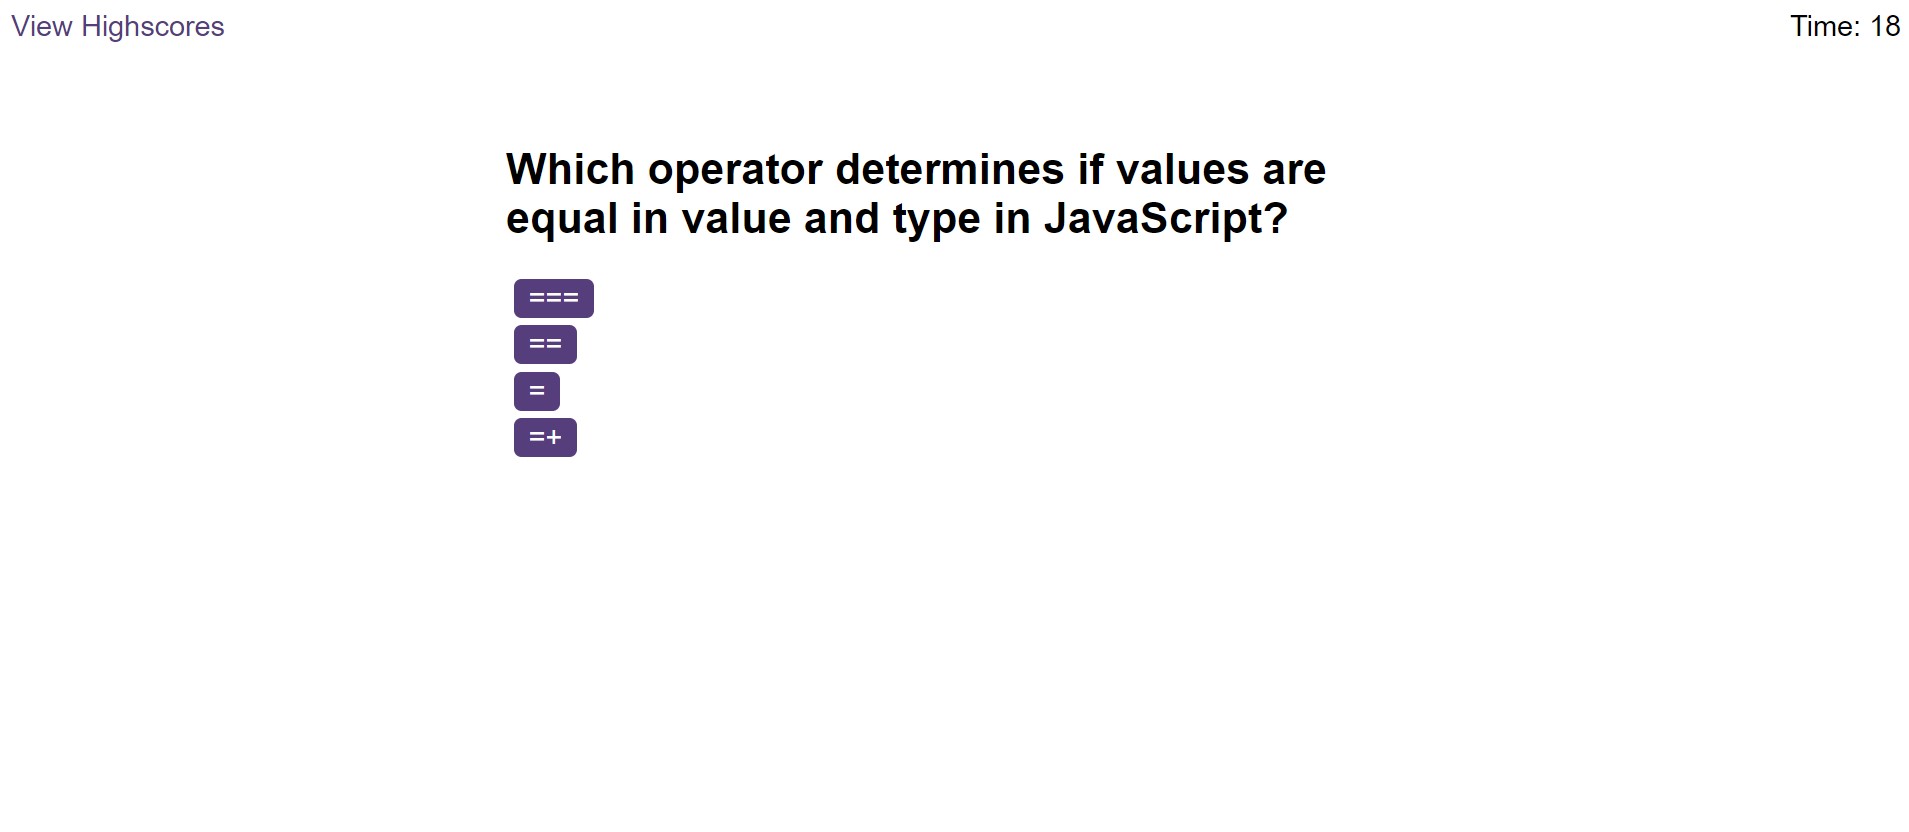 View Highscores
Time: 18
Which operator determines if values are
equal in value and type in JavaScript?
===
==
=
=+